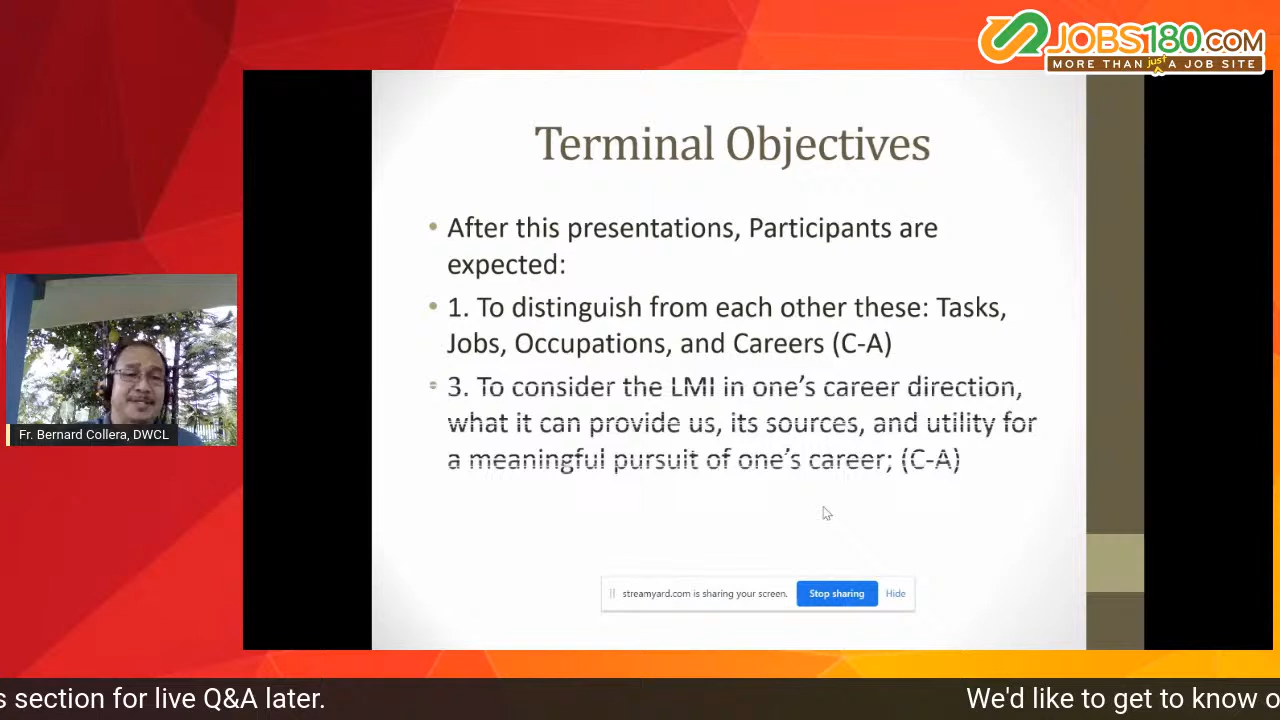 JOBS180.COM
MORE THAN just A JOB SITE
Terminal Objectives
• After this presentations, Participants are
expected:
• 1. To distinguish from each other these: Tasks,
Jobs, Occupations, and Careers (C-A)
• 3. To consider the LMI in one’s career direction,
what it can provide us, its sources, and utility for
a meaningful pursuit of one’s career; (C-A)
Fr. Bernard Collera, DWCL
streamyard.com is sharing your screen. Stop sharing Hide
s section for live Q&A later. We'd like to get to know o